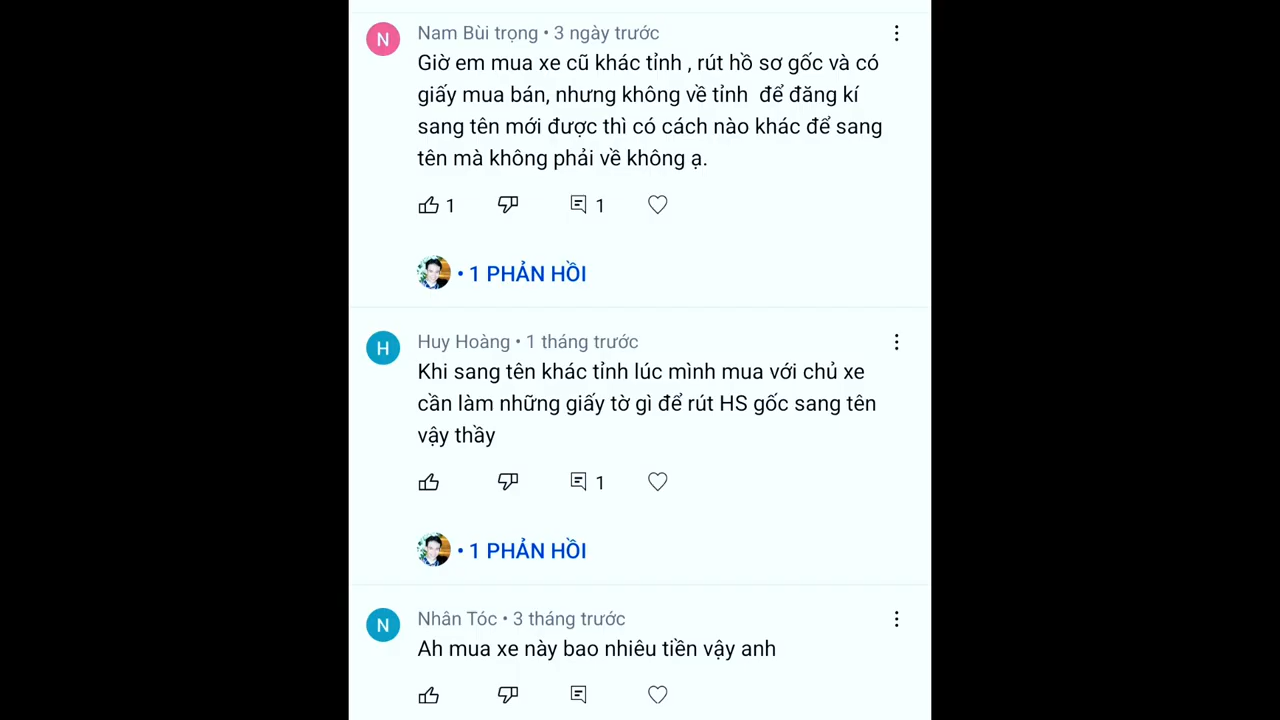 N
Nam Bùi trọng • 3 ngày trước
Giờ em mua xe cũ khác tỉnh , rút hồ sơ gốc và có
giấy mua bán, nhưng không về tỉnh để đăng kí
sang tên mới được thì có cách nào khác để sang
tên mà không phải về không ạ.
1
1
• 1 PHẢN HỒI
H
Huy Hoàng • 1 tháng trước
Khi sang tên khác tỉnh lúc mình mua với chủ xe
cần làm những giấy tờ gì để rút HS gốc sang tên
vậy thầy
1
• 1 PHẢN HỒI
N
Nhân Tóc • 3 tháng trước
Ah mua xe này bao nhiêu tiền vậy anh